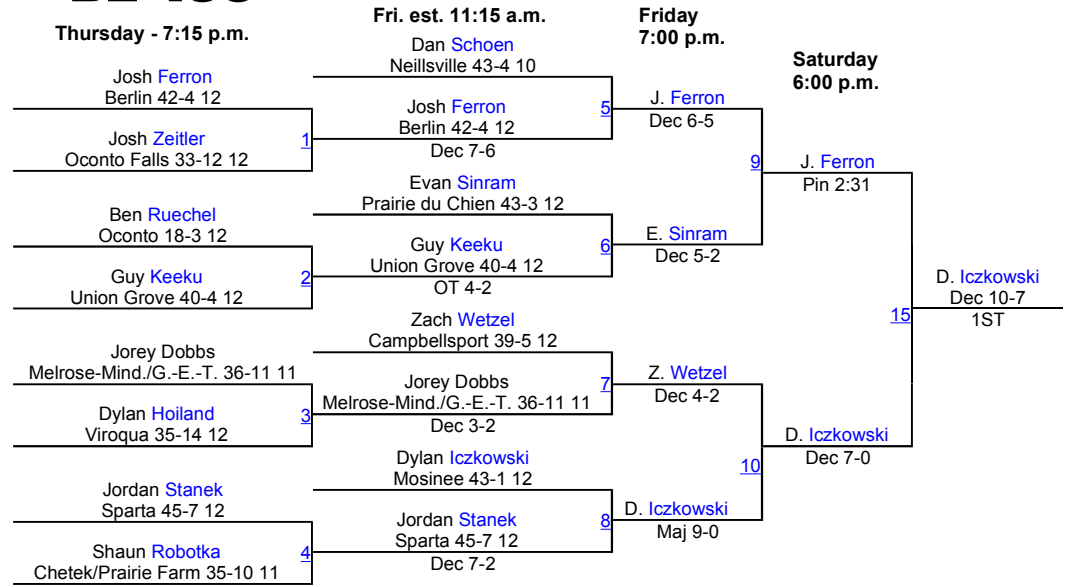 Thursday - 7:15 p.m.
Josh Ferron
Berlin 42-4 12
Josh Zeitler
Oconto Falls 33-12 12
1
Ben Ruechel
Oconto 18-3 12
Guy Keeku
Union Grove 40-4 12
2
Jorey Dobbs
Melrose-Mind./G.-E.-T. 36-11 11
Dylan Hoiland
Viroqua 35-14 12
3
Jordan Stanek
Sparta 45-7 12
Shaun Robotka
Chetek/Prairie Farm 35-10 11
4
Fri. est. 11:15 a.m.
Dan Schoen
Neillsville 43-4 10
Josh Ferron
Berlin 42-4 12
Dec 7-6
5
Evan Sinram
Prairie du Chien 43-3 12
Guy Keeku
Union Grove 40-4 12
OT 4-2
6
Zach Wetzel
Campbellsport 39-5 12
Jorey Dobbs
Melrose-Mind./G.-E.-T. 36-11 11
Dec 3-2
7
Dylan Iczkowski
Mosinee 43-1 12
Jordan Stanek
Sparta 45-7 12
Dec 7-2
8
Friday
7:00 p.m.
J. Ferron
Dec 6-5
9
E. Sinram
Dec 5-2
Z. Wetzel
Dec 4-2
10
D. Iczkowski
Maj 9-0
Saturday
6:00 p.m.
J. Ferron
Pin 2:31
15
D. Iczkowski
Dec 7-0
D. Iczkowski
Dec 10-7
1ST